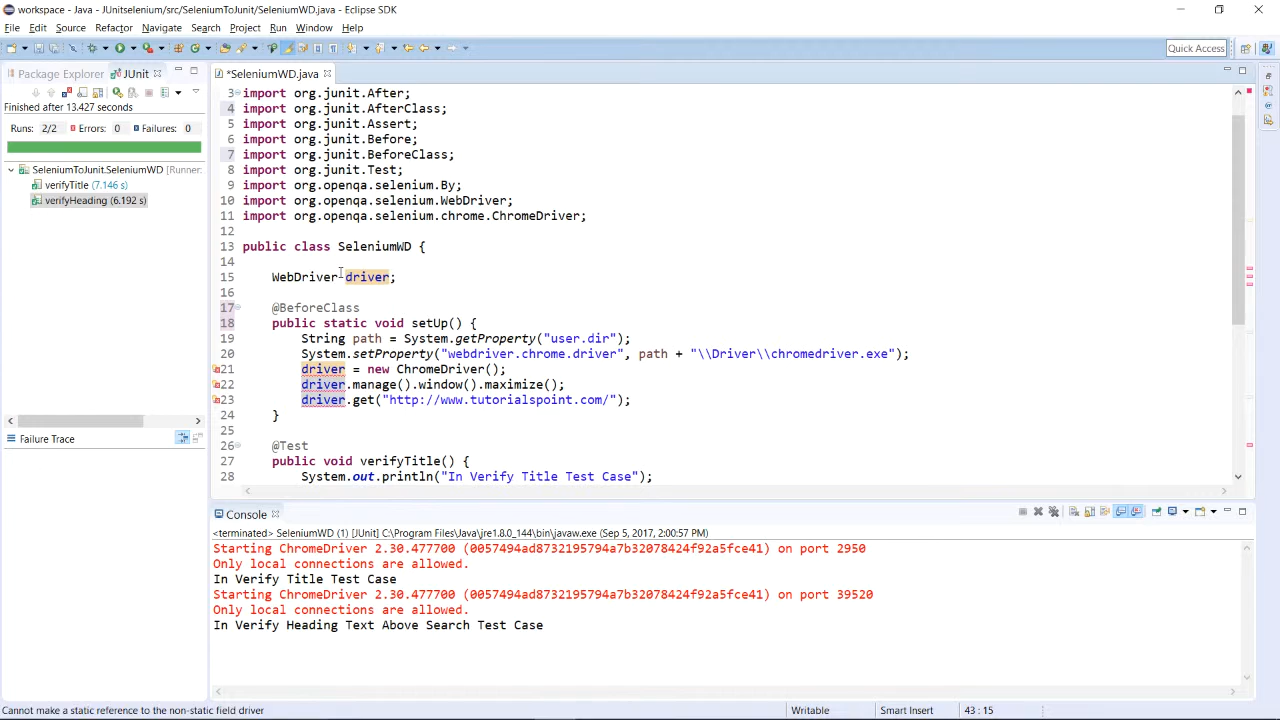 workspace - Java - JUnitselenium/src/SeleniumToJunit/SeleniumWD.java - Eclipse SDK
File Edit Source Refactor Navigate Search Project Run Window Help
Quick Access
Package Explorer JUnit
*SeleniumWD.java
Finished after 13.427 seconds
Runs: 2/2 Errors: 0 Failures: 0
SeleniumToJunit.SeleniumWD [Runner:
verifyTitle (7.146 s)
verifyHeading (6.192 s)
Failure Trace
3 import org.junit.After;
4 import org.junit.AfterClass;
5 import org.junit.Assert;
6 import org.junit.Before;
7 import org.junit.BeforeClass;
8 import org.junit.Test;
9 import org.openqa.selenium.By;
10 import org.openqa.selenium.WebDriver;
11 import org.openqa.selenium.chrome.ChromeDriver;
12
13 public class SeleniumWD {
14
15 WebDriver driver;
16
17 @BeforeClass
18 public static void setUp() {
19 String path = System.getProperty("user.dir");
20 System.setProperty("webdriver.chrome.driver", path + "\\Driver\\chromedriver.exe");
21 driver = new ChromeDriver();
22 driver.manage().window().maximize();
23 driver.get("http://www.tutorialspoint.com/");
24 }
25
26 @Test
27 public void verifyTitle() {
28 System.out.println("In Verify Title Test Case");
Console
<terminated> SeleniumWD (1) [JUnit] C:\Program Files\Java\jre1.8.0_144\bin\javaw.exe (Sep 5, 2017, 2:00:57 PM)
Starting ChromeDriver 2.30.477700 (0057494ad8732195794a7b32078424f92a5fce41) on port 2950
Only local connections are allowed.
In Verify Title Test Case
Starting ChromeDriver 2.30.477700 (0057494ad8732195794a7b32078424f92a5fce41) on port 39520
Only local connections are allowed.
In Verify Heading Text Above Search Test Case
Cannot make a static reference to the non-static field driver
Writable
Smart Insert
43 : 15